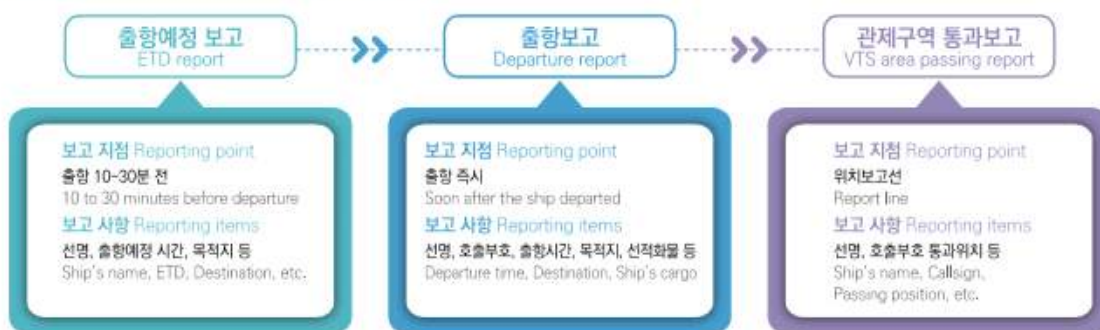 출항예정 보고
ETD report
출항보고
Departure report
관제구역 통과보고
VTS area passing report
보고 지점 Reporting point
출항 10-30분 전
10 to 30 minutes before departure
보고 사항 Reporting items
선명, 출항예정 시간, 목적지 등
Ship's name, ETD, Destination, etc.
보고 지점 Reporting point
출항 즉시
Soon after the ship departed
보고 사항 Reporting items
선명, 호출부호, 출항시간, 목적지, 선적화물 등
Departure time, Destination, Ship's cargo
보고 지점 Reporting point
위치보고선
Report line
보고 사항 Reporting items
선명, 호출부호 통과위치 등
Ship's name, Callsign,
Passing position, etc.